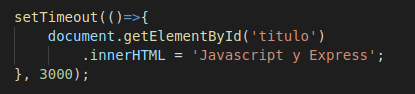 setTimeout(()=>{
document.getElementById('titulo')
.innerHTML = 'Javascript y Express';
}, 3000);